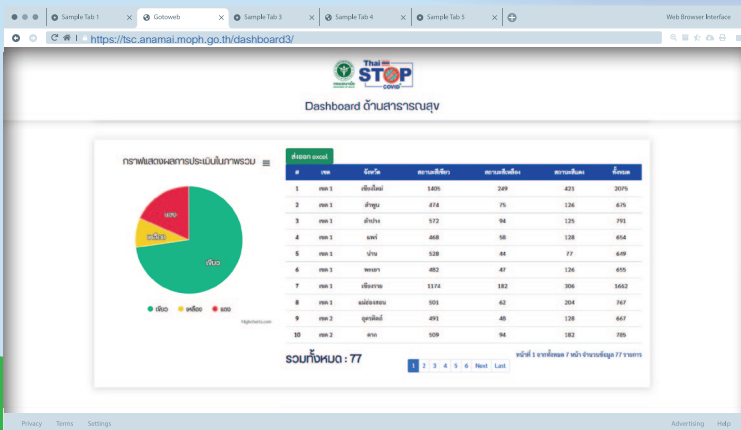 Sample Tab 1 Gotoweb Sample Tab 3 Sample Tab 4 Sample Tab 5 Web Browser Interface
https://tsc.anamai.moph.go.th/dashboard3/
Thai
STOP
COVID
Dashboard ด้านสาธารณสุข
กราฟแสดงผลการประเมินในภาพรวม
แดง
เหลือง
เขียว
เขียว เหลือง แดง
Highcharts.com
ส่งออก excel
# เขต จังหวัด สถานะสีเขียว สถานะสีเหลือง สถานะสีแดง ทั้งหมด
1 เขต 1 เชียงใหม่ 1405 249 421 2075
2 เขต 1 ลำพูน 474 75 126 675
3 เขต 1 ลำปาง 572 94 125 791
4 เขต 1 แพร่ 468 58 128 654
5 เขต 1 น่าน 528 44 77 649
6 เขต 1 พะเยา 482 47 126 655
7 เขต 1 เชียงราย 1174 182 306 1662
8 เขต 1 แม่ฮ่องสอน 501 62 204 767
9 เขต 2 อุตรดิตถ์ 491 48 128 667
10 เขต 2 ตาก 509 94 182 785
รวมทั้งหมด : 77
1 2 3 4 5 6 Next Last
หน้าที่ 1 จากทั้งหมด 7 หน้า จำนวนข้อมูล 77 รายการ
Privacy Terms Settings Advertising Help